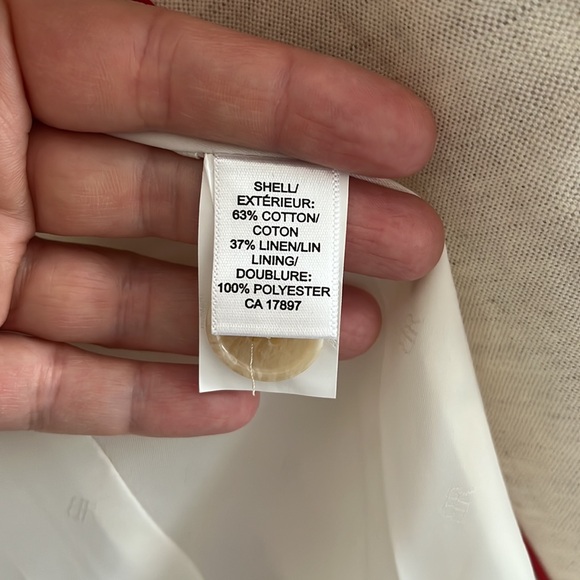 SHELL/
EXTÉRIEUR:
63% COTTON/
COTON
37% LINEN/LIN
LINING/
DOUBLURE:
100% POLYESTER
CA 17897